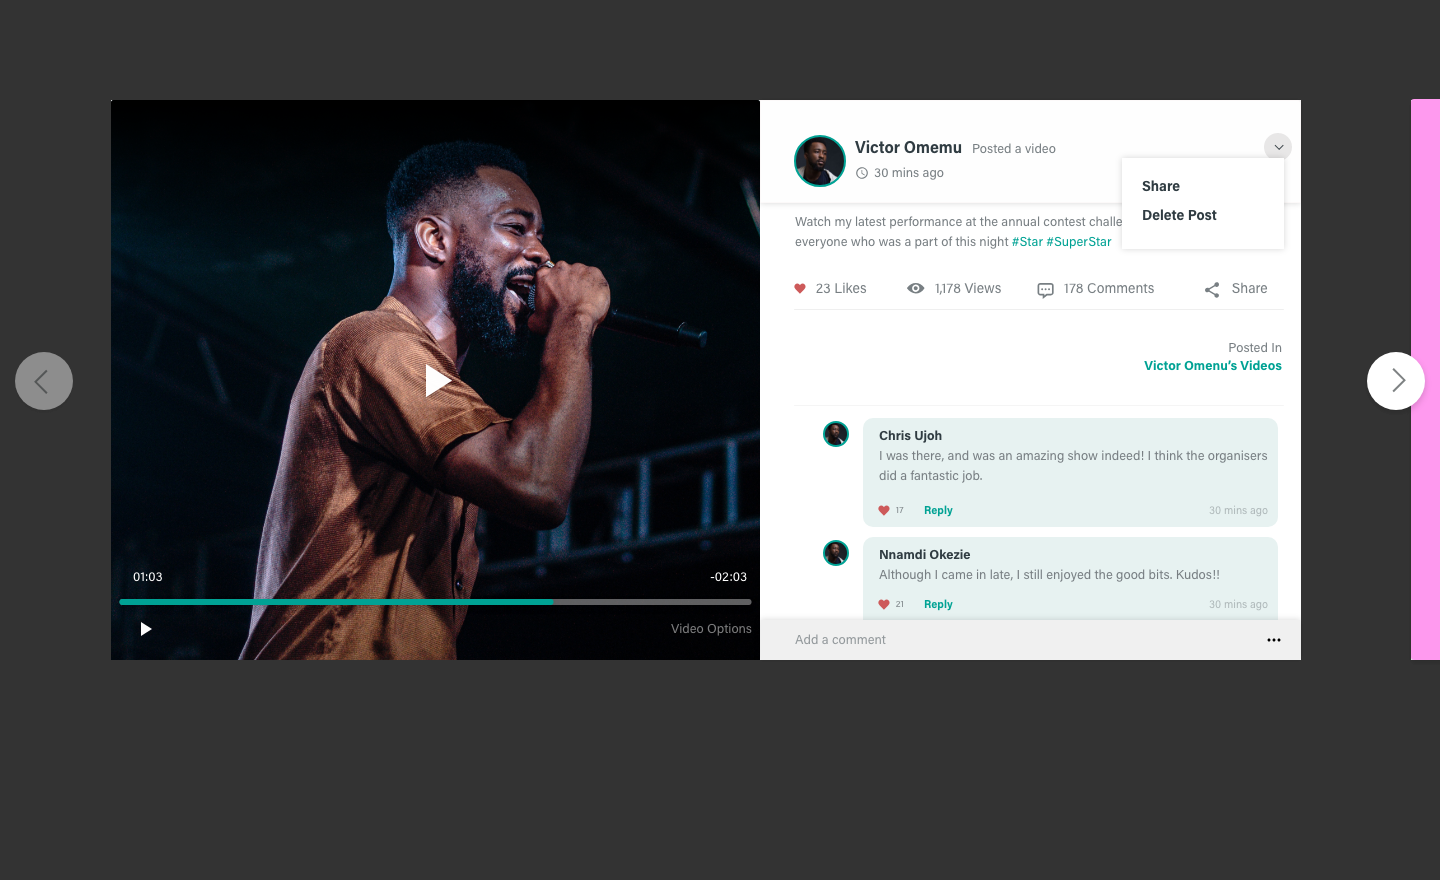 Victor Omemu Posted a video
30 mins ago
Share
Delete Post
Watch my latest performance at the annual contest
everyone who was a part of this night #Star #SuperStar
23 Likes 1,178 Views 178 Comments Share
Posted In
Victor Omenu's Videos
Chris Ujoh
I was there, and was an amazing show indeed! I think the organisers
did a fantastic job.
17 Reply 30 mins ago
Nnamdi Okezie
Although I came in late, I still enjoyed the good bits. Kudos!!
21 Reply 30 mins ago
Add a comment
01:03 -02:03
Video Options